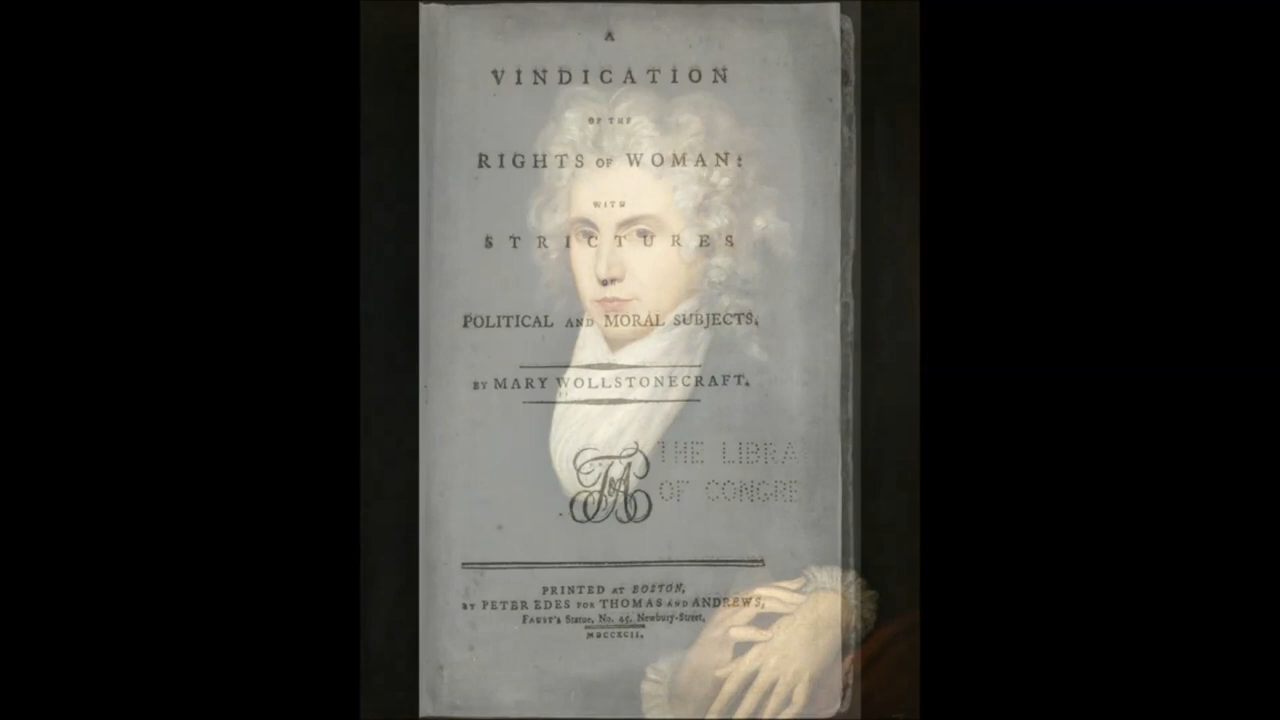 A
VINDICATION
OF THE
RIGHTS OF WOMAN:
WITH
STRICTURES
ON
POLITICAL AND MORAL SUBJECTS.
BY MARY WOLLSTONECRAFT.
THE LIBRA
OF CONGRE
PRINTED AT BOSTON,
BY PETER EDES FOR THOMAS AND ANDREWS,
FAUST'S Statue, No. 45, Newbury-Street,
MDCCXCII.